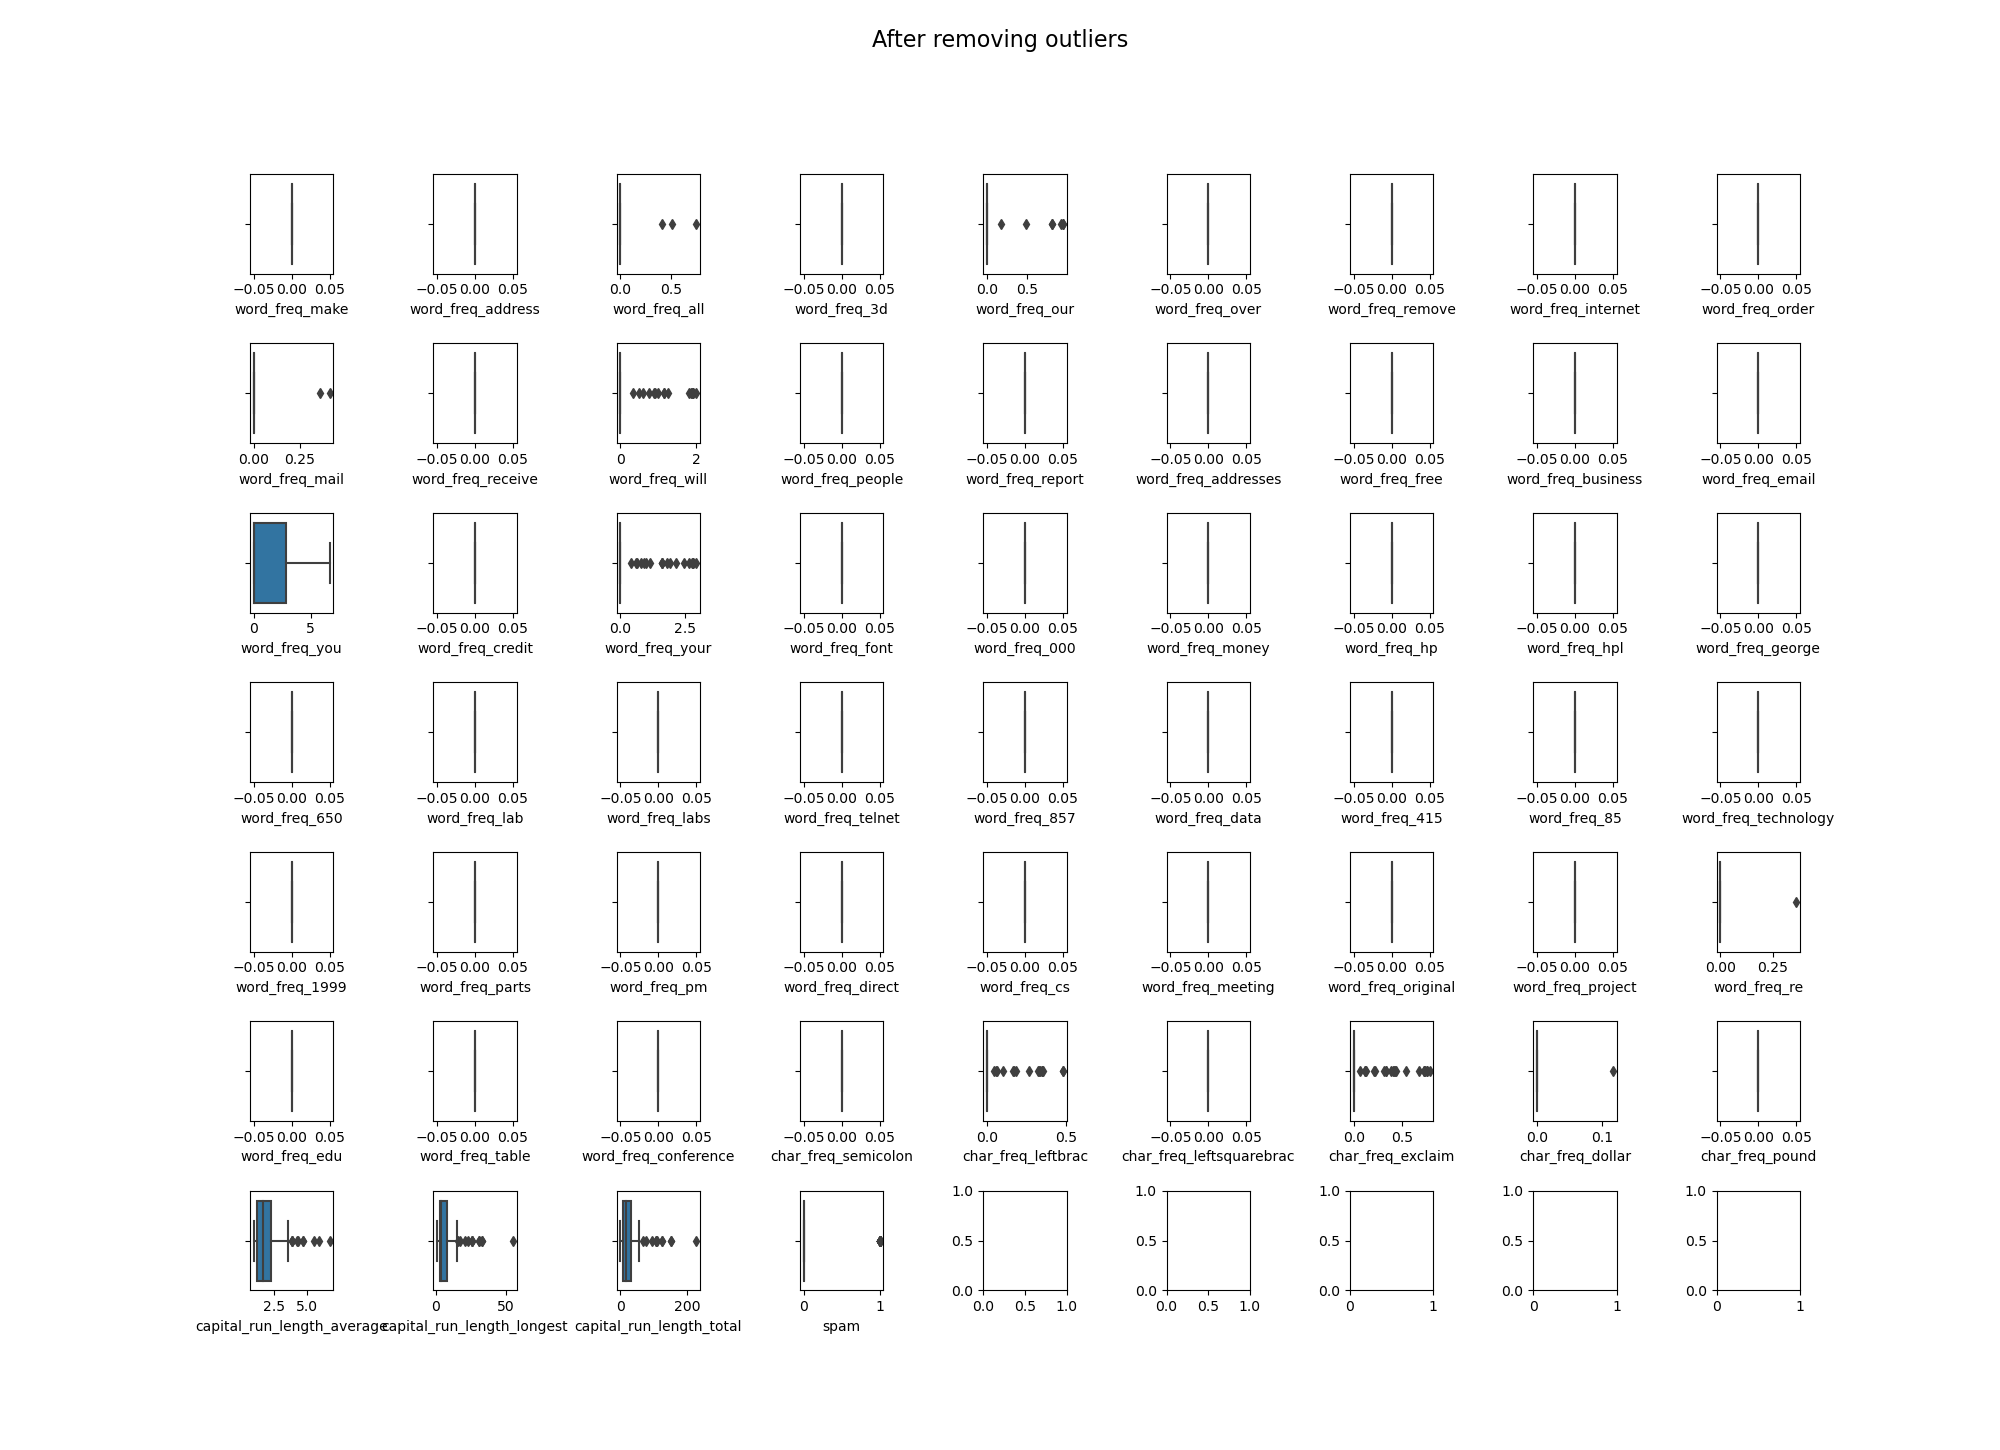 After removing outliers
−0.05 0.00 0.05 −0.05 0.00 0.05 0.0 0.5 −0.05 0.00 0.05 0.0 0.5 −0.05 0.00 0.05 −0.05 0.00 0.05 −0.05 0.00 0.05 −0.05 0.00 0.05
word_freq_make word_freq_address word_freq_all word_freq_3d word_freq_our word_freq_over word_freq_remove word_freq_internet word_freq_order
0.00 0.25 −0.05 0.00 0.05 0 2 −0.05 0.00 0.05 −0.05 0.00 0.05 −0.05 0.00 0.05 −0.05 0.00 0.05 −0.05 0.00 0.05 −0.05 0.00 0.05
word_freq_mail word_freq_receive word_freq_will word_freq_people word_freq_report word_freq_addresses word_freq_free word_freq_business word_freq_email
0 5 −0.05 0.00 0.05 0.0 2.5 −0.05 0.00 0.05 −0.05 0.00 0.05 −0.05 0.00 0.05 −0.05 0.00 0.05 −0.05 0.00 0.05 −0.05 0.00 0.05
word_freq_you word_freq_credit word_freq_your word_freq_font word_freq_000 word_freq_money word_freq_hp word_freq_hpl word_freq_george
−0.05 0.00 0.05 −0.05 0.00 0.05 −0.05 0.00 0.05 −0.05 0.00 0.05 −0.05 0.00 0.05 −0.05 0.00 0.05 −0.05 0.00 0.05 −0.05 0.00 0.05 −0.05 0.00 0.05
word_freq_650 word_freq_lab word_freq_labs word_freq_telnet word_freq_857 word_freq_data word_freq_415 word_freq_85 word_freq_technology
−0.05 0.00 0.05 −0.05 0.00 0.05 −0.05 0.00 0.05 −0.05 0.00 0.05 −0.05 0.00 0.05 −0.05 0.00 0.05 −0.05 0.00 0.05 −0.05 0.00 0.05 0.00 0.25
word_freq_1999 word_freq_parts word_freq_pm word_freq_direct word_freq_cs word_freq_meeting word_freq_original word_freq_project word_freq_re
−0.05 0.00 0.05 −0.05 0.00 0.05 −0.05 0.00 0.05 −0.05 0.00 0.05 0.0 0.5 −0.05 0.00 0.05 0.0 0.5 0.0 0.1 −0.05 0.00 0.05
word_freq_edu word_freq_table word_freq_conference char_freq_semicolon char_freq_leftbrac char_freq_leftsquarebrac char_freq_exclaim char_freq_dollar char_freq_pound
1.0 1.0 1.0 1.0 1.0
0.5 0.5 0.5 0.5 0.5
0.0 0.0 0.0 0.0 0.0
2.5 5.0 0 50 0 200 0 1 0.0 0.5 1.0 0.0 0.5 1.0 0 1 0 1 0 1
capital_run_length_average capital_run_length_longest capital_run_length_total spam